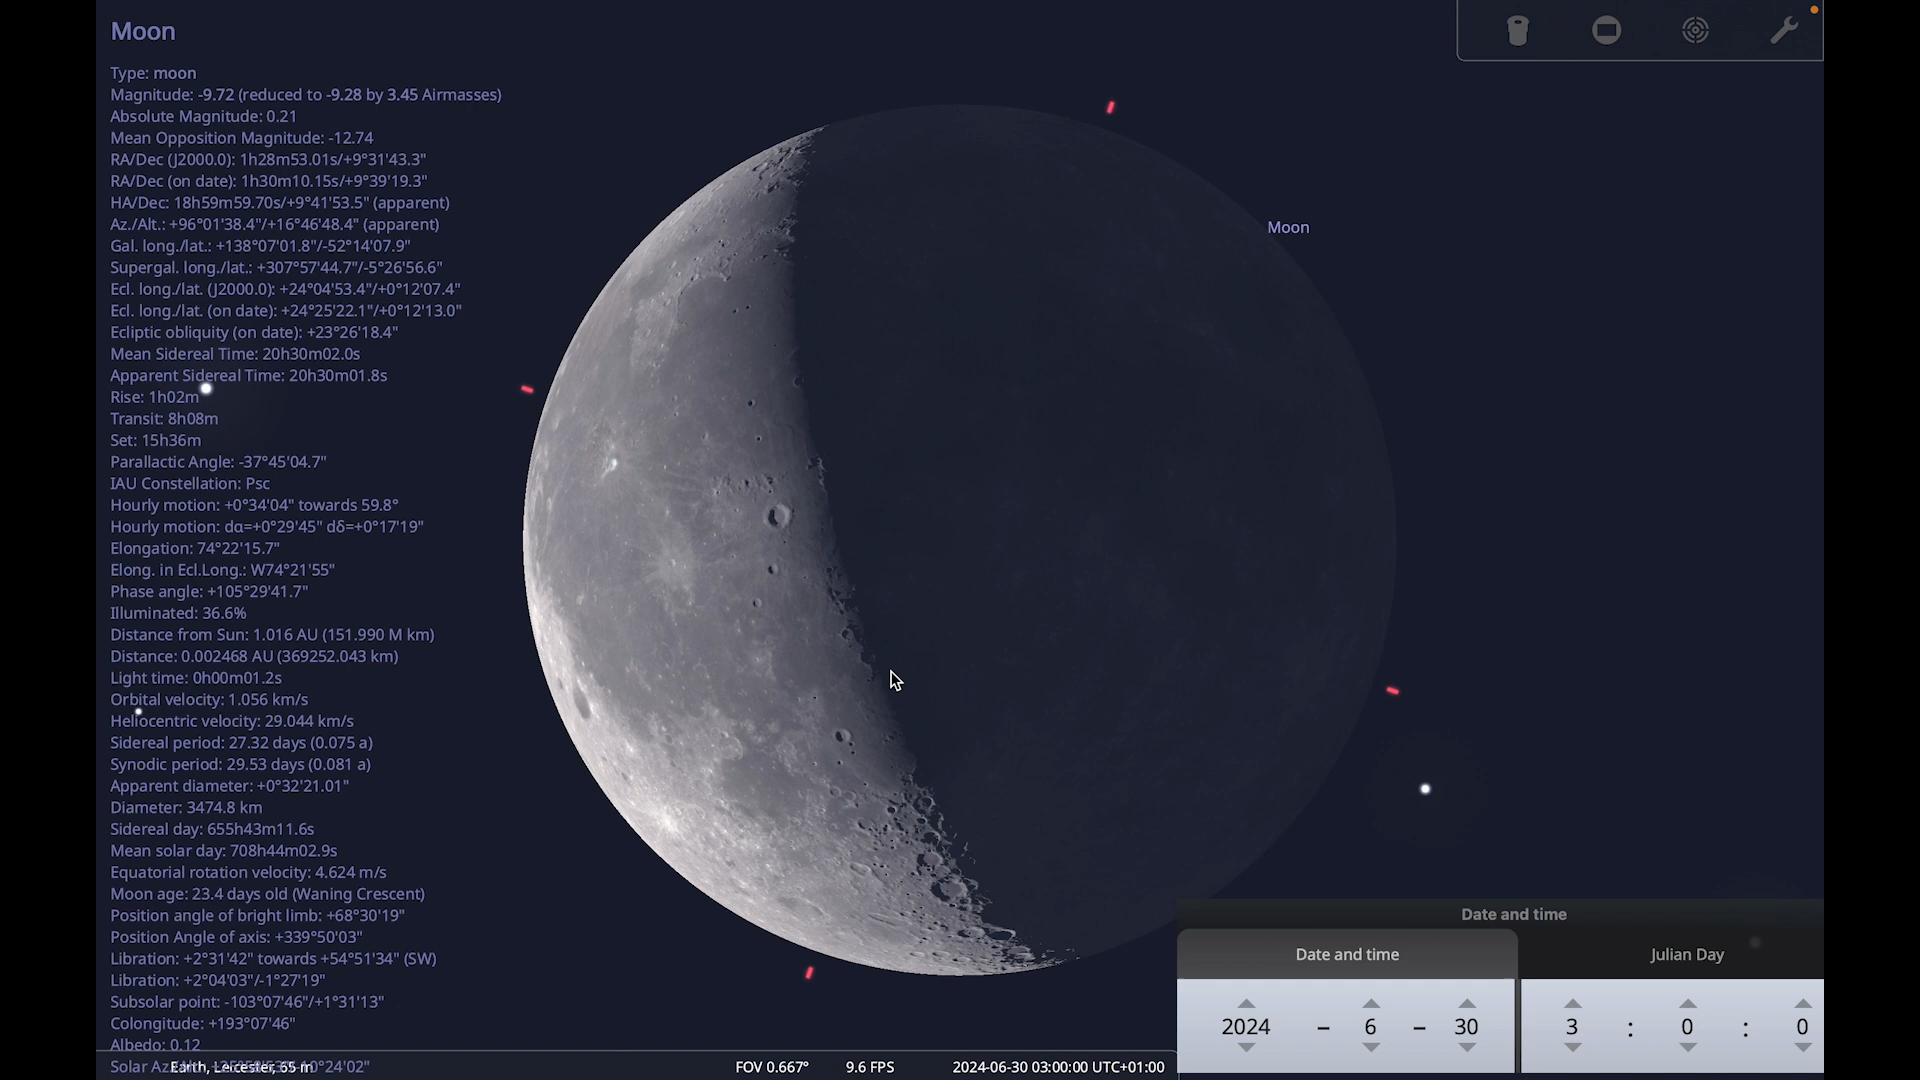 Moon
Type: moon
Magnitude: -9.72 (reduced to -9.28 by 3.45 Airmasses)
Absolute Magnitude: 0.21
Mean Opposition Magnitude: -12.74
RA/Dec (J2000.0): 1h28m53.01s/+9°31'43.3"
RA/Dec (on date): 1h30m10.15s/+9°39'19.3"
HA/Dec: 18h59m59.70s/+9°41'53.5" (apparent)
Az./Alt.: +96°01'38.4"/+16°46'48.4" (apparent)
Gal. long./lat.: +138°07'01.8"/-52°14'07.9"
Supergal. long./lat.: +307°57'44.7"/-5°26'56.6"
Ecl. long./lat. (J2000.0): +24°04'53.4"/+0°12'07.4"
Ecl. long./lat. (on date): +24°25'22.1"/+0°12'13.0"
Ecliptic obliquity (on date): +23°26'18.4"
Mean Sidereal Time: 20h30m02.0s
Apparent Sidereal Time: 20h30m01.8s
Rise: 1h02m
Transit: 8h08m
Set: 15h36m
Parallactic Angle: -37°45'04.7"
IAU Constellation: Psc
Hourly motion: +0°34'04" towards 59.8°
Hourly motion: dα=+0°29'45" dδ=+0°17'19"
Elongation: 74°22'15.7"
Elong. in Ecl.Long.: W74°21'55"
Phase angle: +105°29'41.7"
Illuminated: 36.6%
Distance from Sun: 1.016 AU (151.990 M km)
Distance: 0.002468 AU (369252.043 km)
Light time: 0h00m01.2s
Orbital velocity: 1.056 km/s
Heliocentric velocity: 29.044 km/s
Sidereal period: 27.32 days (0.075 a)
Synodic period: 29.53 days (0.081 a)
Apparent diameter: +0°32'21.01"
Diameter: 3474.8 km
Sidereal day: 655h43m11.6s
Mean solar day: 708h44m02.9s
Equatorial rotation velocity: 4.624 m/s
Moon age: 23.4 days old (Waning Crescent)
Position angle of bright limb: +68°30'19"
Position Angle of axis: +339°50'03"
Libration: +2°31'42" towards +54°51'34" (SW)
Libration: +2°04'03"/-1°27'19"
Subsolar point: -103°07'46"/+1°31'13"
Colongitude: +193°07'46"
Albedo: 0.12
Solar
Earth, Leicester, 65 m
FOV 0.667°
9.6 FPS
2024-06-30 03:00:00 UTC+01:00
Moon
Date and time
Date and time
Julian Day
2024 – 6 – 30
3 : 0 : 0